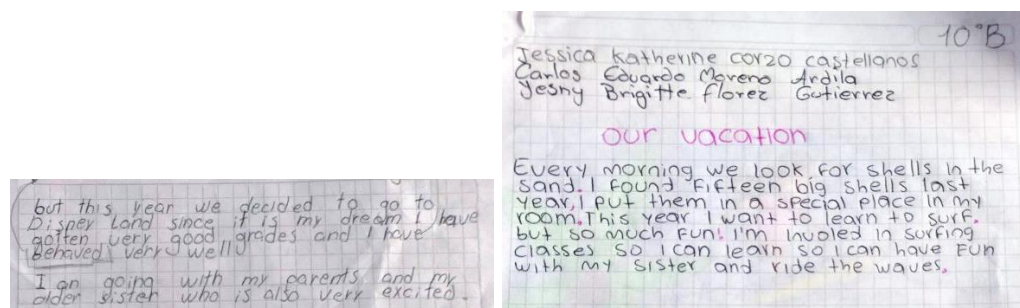 but this year we decided to go to
Disney Land since it is my dream I have
gotten very good grades and I have
behaved very well
I an going with my parents and my
older sister who is also very excited.
10°B
Jessica Katherine corzo castellanos
Carlos Eduardo Moreno Ardila
Yesny Brigitte florez Gutierrez
our vacation
Every morning we look for shells in the
sand. I found fifteen big shells last
year, I put them in a special place in my
room. This year I want to learn to surf.
but so much fun! I'm involed in surfing
classes so I can learn so I can have fun
with my sister and ride the waves.